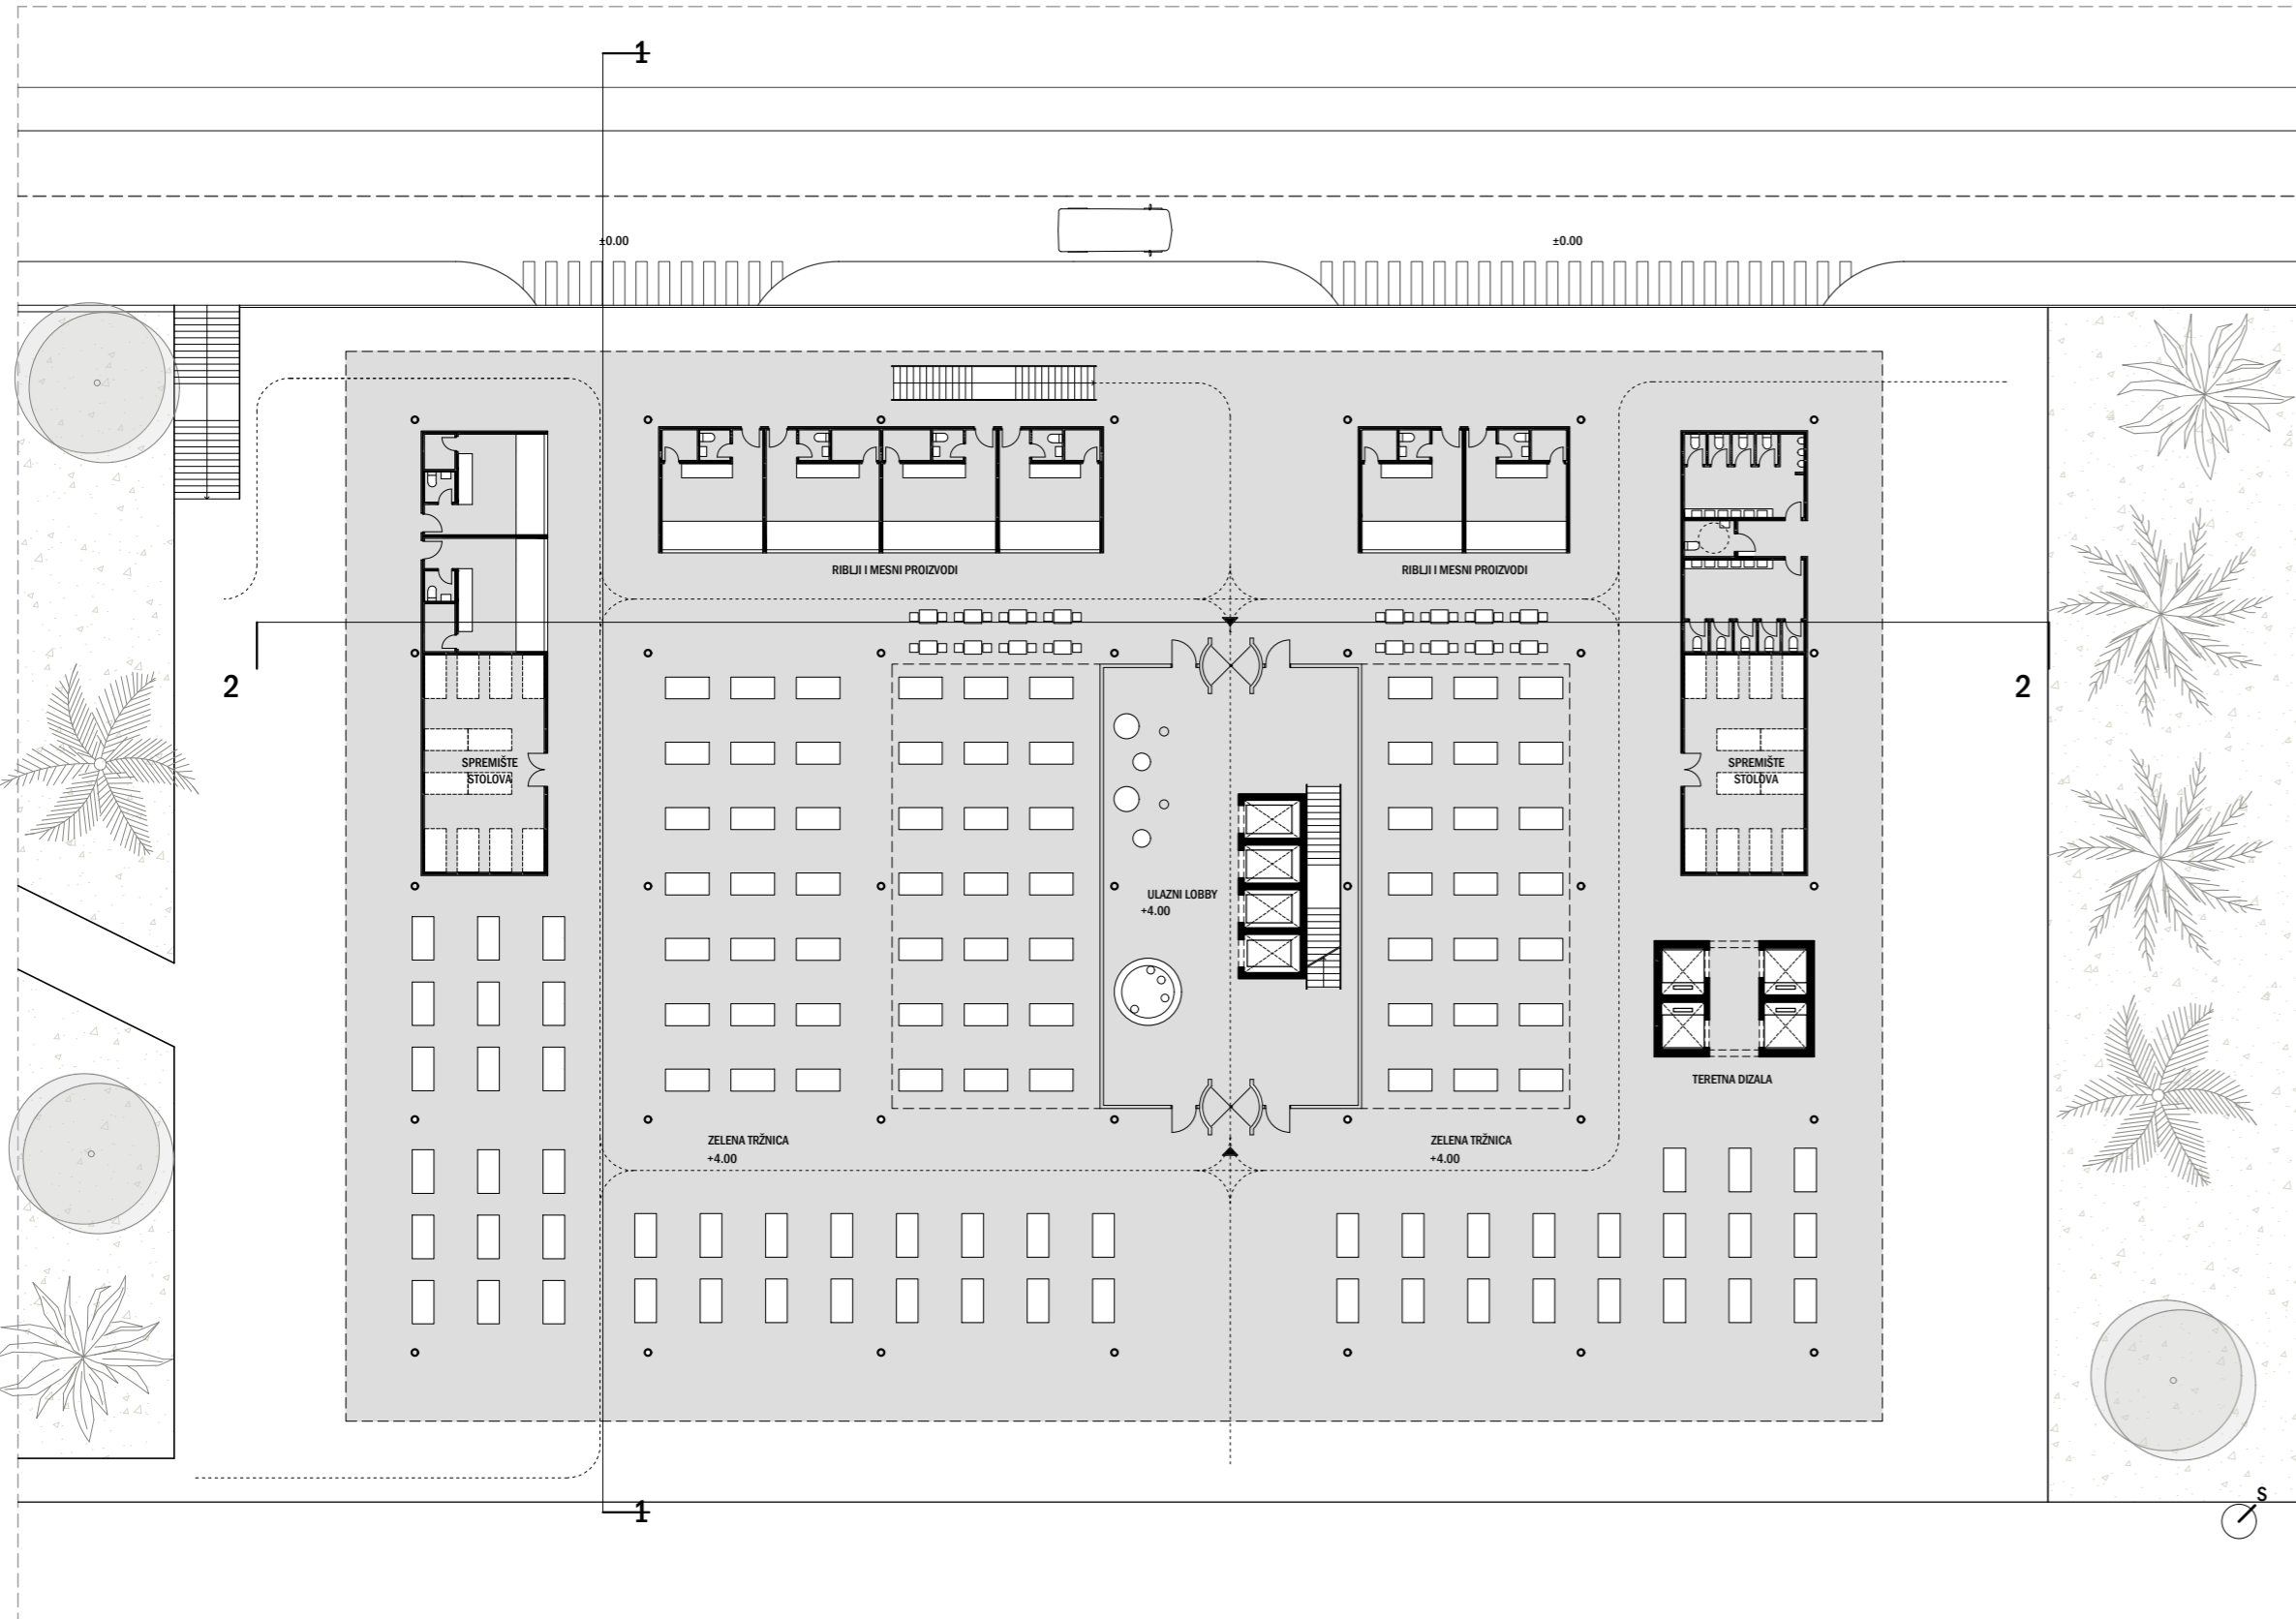 1
±0.00
±0.00
RIBLJI I MESNI PROIZVODI
RIBLJI I MESNI PROIZVODI
2
2
SPREMIŠTE
STOLOVA
SPREMIŠTE
STOLOVA
ULAZNI LOBBY
+4.00
TERETNA DIZALA
ZELENA TRŽNICA
+4.00
ZELENA TRŽNICA
+4.00
S
1